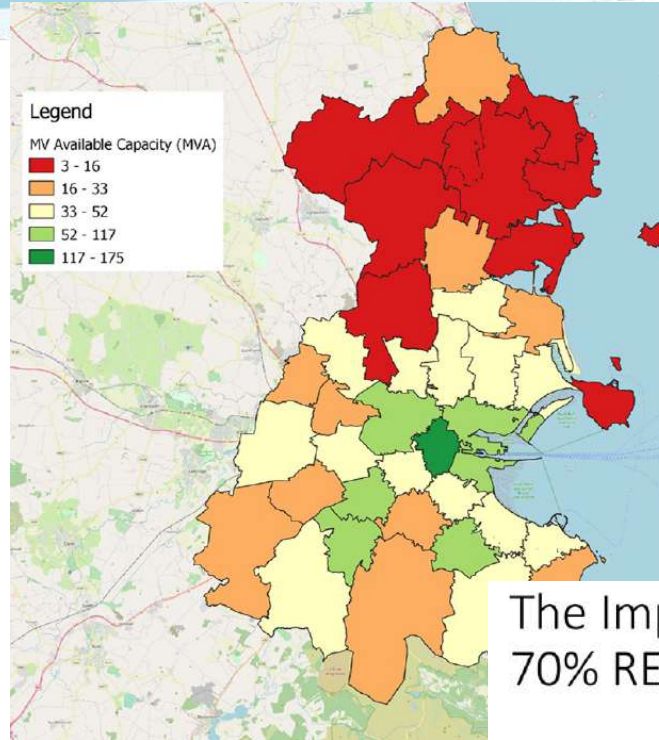 Legend
MV Available Capacity (MVA)
3 - 16
16 - 33
33 - 52
52 - 117
117 - 175
The Imp
70% RE